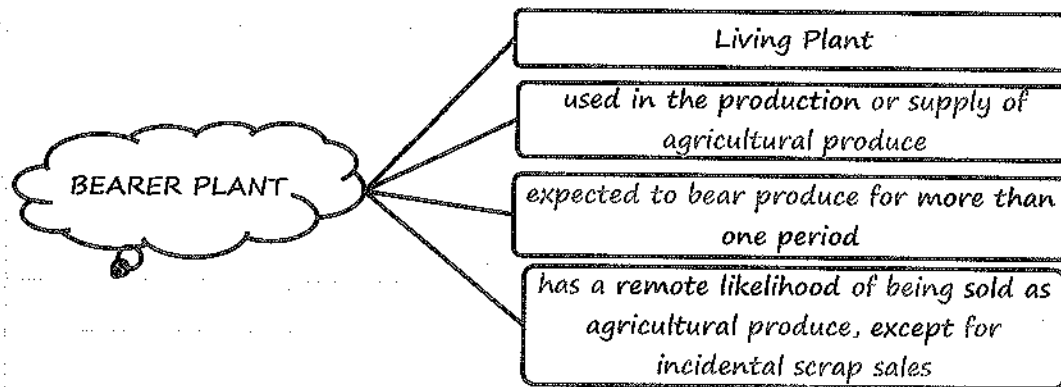 BEARER PLANT
Living Plant
used in the production or supply of
agricultural produce
expected to bear produce for more than
one period
has a remote likelihood of being sold as
agricultural produce, except for
incidental scrap sales